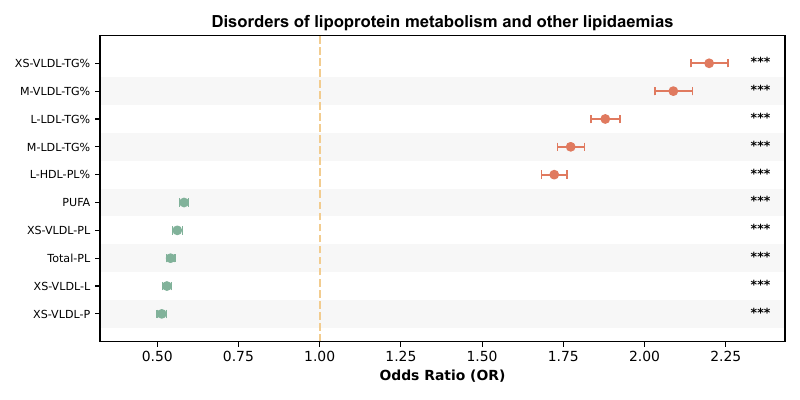 Disorders of lipoprotein metabolism and other lipidaemias
XS-VLDL-TG% ***
M-VLDL-TG% ***
L-LDL-TG% ***
M-LDL-TG% ***
L-HDL-PL% ***
PUFA ***
XS-VLDL-PL ***
Total-PL ***
XS-VLDL-L ***
XS-VLDL-P ***
0.50 0.75 1.00 1.25 1.50 1.75 2.00 2.25
Odds Ratio (OR)